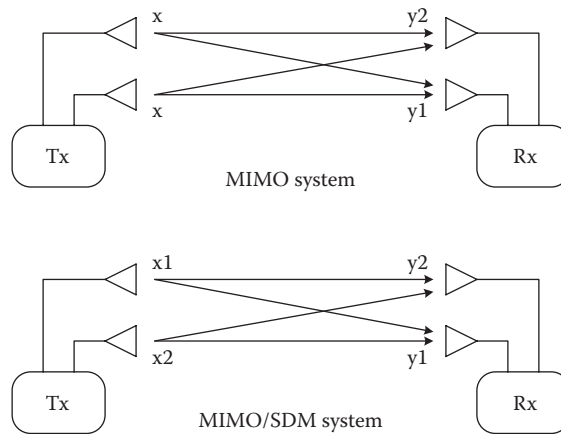 x y2
x y1
Tx Rx
MIMO system
x1 y2
x2 y1
Tx Rx
MIMO/SDM system